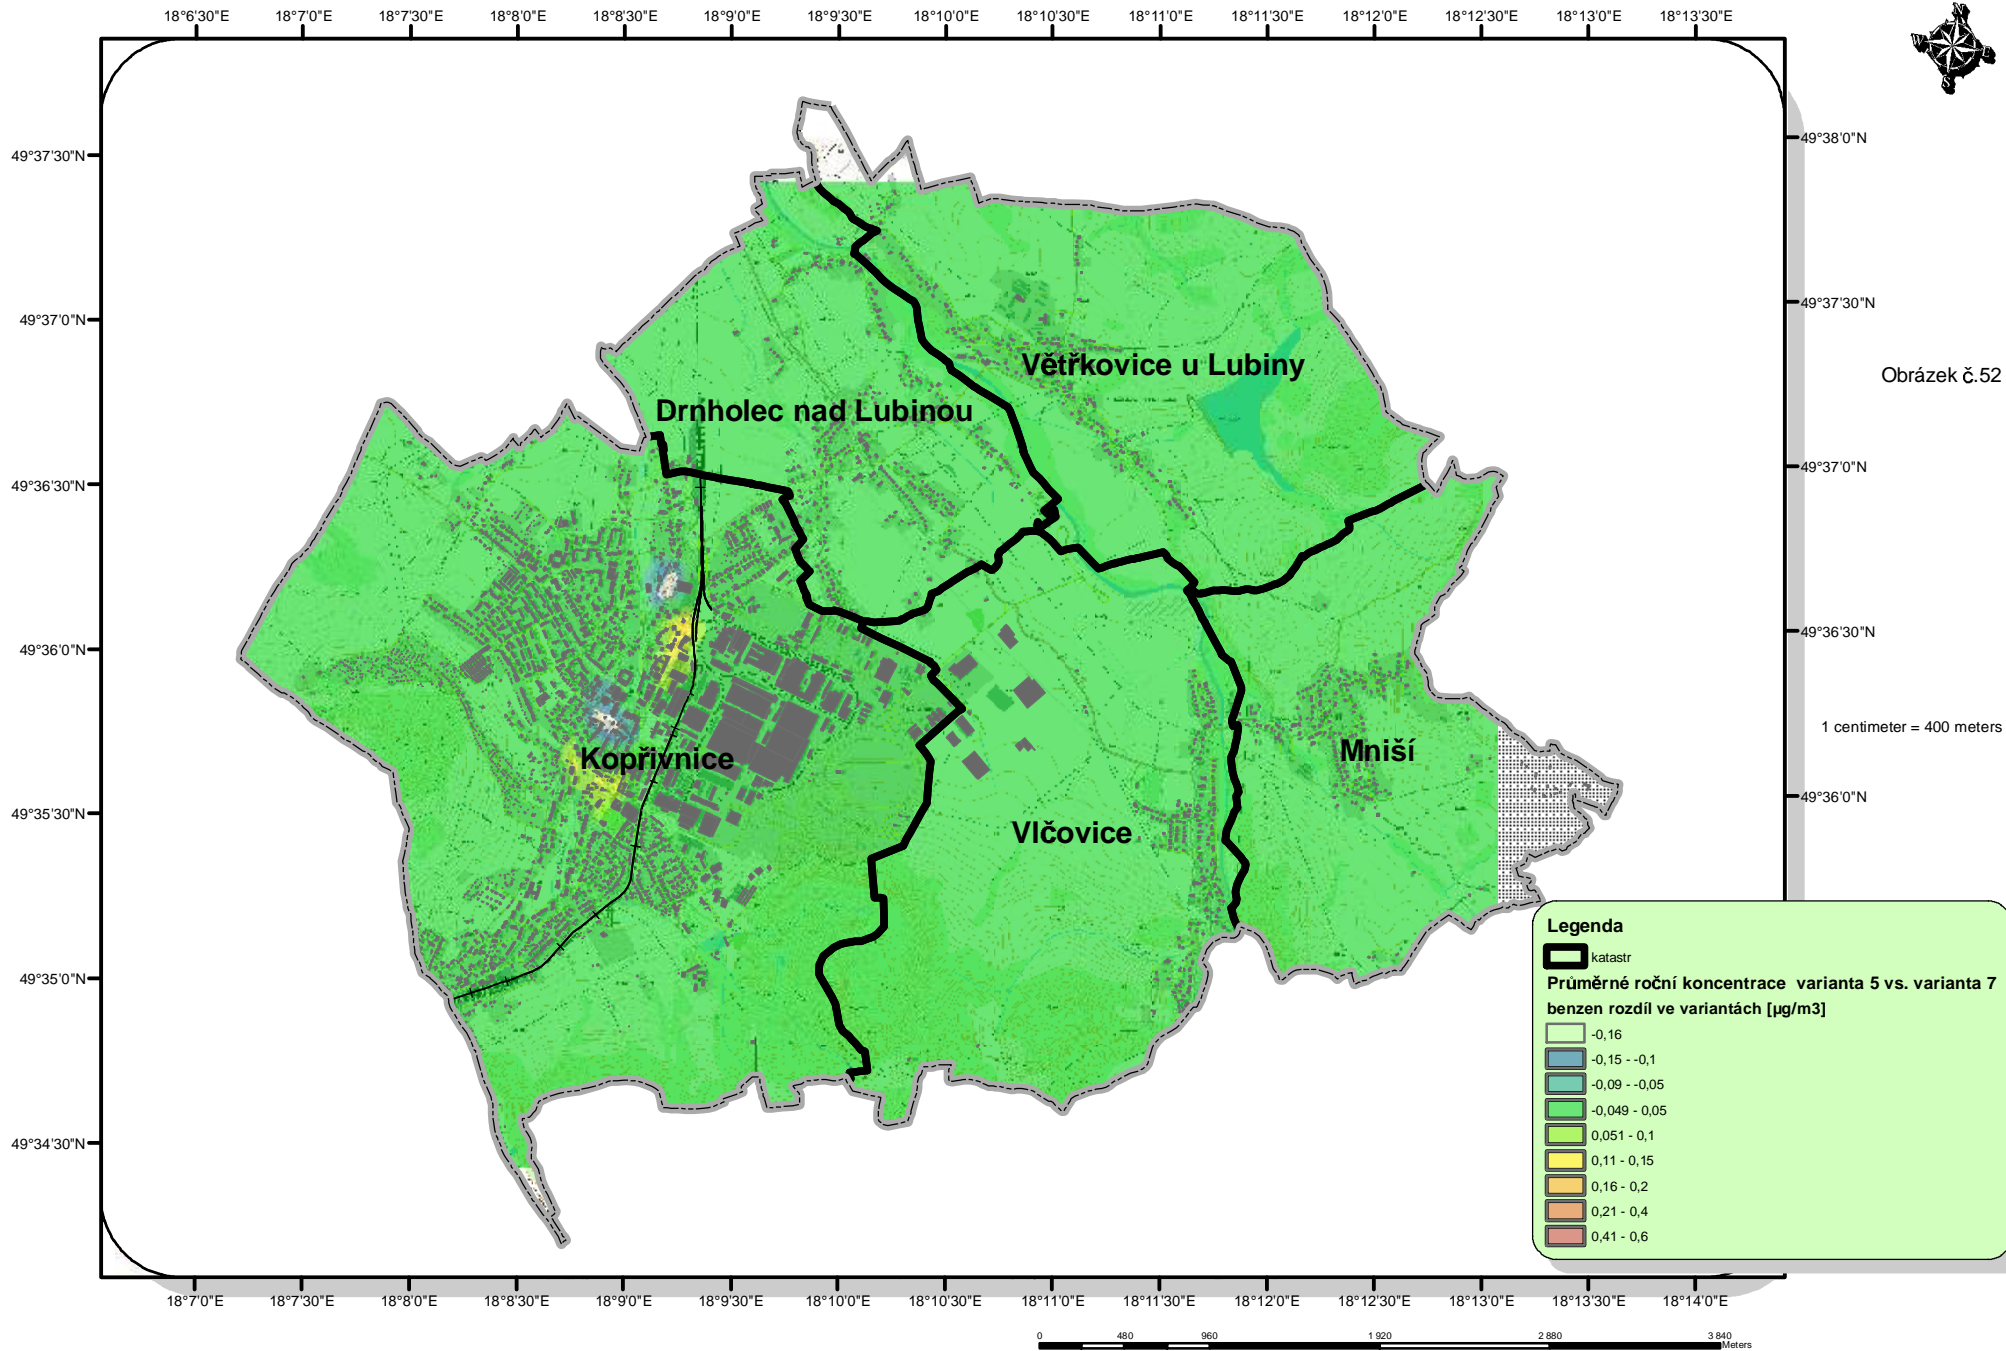 18°6'30"E 18°7'0"E 18°7'30"E 18°8'0"E 18°8'30"E 18°9'0"E 18°9'30"E 18°10'0"E 18°10'30"E 18°11'0"E 18°11'30"E 18°12'0"E 18°12'30"E 18°13'0"E 18°13'30"E
N
W
E
S
49°37'30"N
49°37'0"N
49°36'30"N
49°36'0"N
49°35'30"N
49°35'0"N
49°34'30"N
49°38'0"N
49°37'30"N
49°37'0"N
49°36'30"N
49°36'0"N
Obrázek č.52
1 centimeter = 400 meters
Větřkovice u Lubiny
Drnholec nad Lubinou
Kopřivnice
Mniší
Vlčovice
Legenda
katastr
Průměrné roční koncentrace varianta 5 vs. varianta 7
benzen rozdíl ve variantách [µg/m3]
-0,16
-0,15 - -0,1
-0,09 - -0,05
-0,049 - 0,05
0,051 - 0,1
0,11 - 0,15
0,16 - 0,2
0,21 - 0,4
0,41 - 0,6
18°7'0"E 18°7'30"E 18°8'0"E 18°8'30"E 18°9'0"E 18°9'30"E 18°10'0"E 18°10'30"E 18°11'0"E 18°11'30"E 18°12'0"E 18°12'30"E 18°13'0"E 18°13'30"E 18°14'0"E
0 480 960 1 920 2 880 3 840
Meters